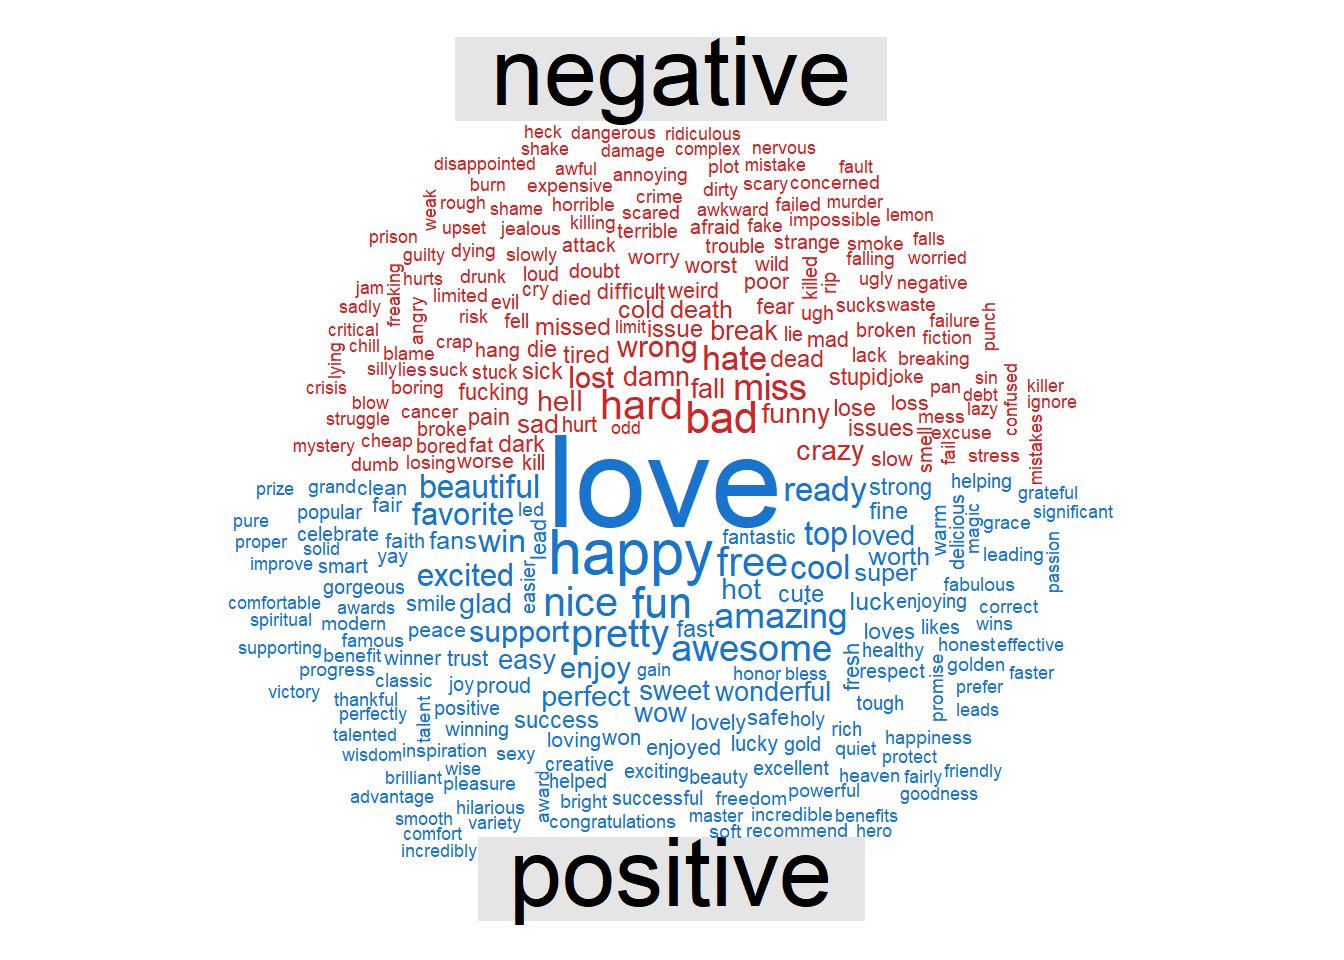 negative
heck dangerous ridiculous
shake damage complex nervous
disappointed awful annoying plot mistake fault
burn expensive crime dirty scary concerned
weak rough shame horrible scared awkward failed murder lemon
prison upset jealous killing terrible afraid fake impossible
guilty dying slowly attack worry trouble strange smoke falls
jam freaking hurts drunk loud doubt worst wild killed rip falling worried
sadly angry limited evil cry died difficult weird poor ugly negative
critical risk fell missed limit cold death fear ugh sucks waste failure punch
lying chill blame crap hang die tired wrong issue break lie mad broken fiction
silly lies suck stuck sick lost damn hate dead lack breaking
crisis boring fucking hell fall miss stupid joke pan sin debt confused killer
blow struggle cancer pain hard bad funny lose loss mess lazy ignore
mystery cheap broke sad hurt odd issues smell excuse mistakes
dumb bored fat dark crazy slow fail stress
losing worse kill
love
prize grand clean beautiful ready strong helping grateful
pure popular fair favorite led fine warm delicious magic grace significant
proper celebrate faith fans win lead happy fantastic top loved
improve solid smart yay free cool worth leading passion
gorgeous excited easier hot cute super fabulous
comfortable awards smile glad nice fun amazing luck enjoying correct
spiritual modern peace support pretty fast loves likes wins
supporting famous benefit winner trust easy awesome fresh healthy honest effective
progress classic joy proud enjoy gain honor bless respect promise golden faster
victory thankful talent positive perfect sweet wonderful tough prefer
perfectly winning success wow lovely safe holy rich leads
talented loving won enjoyed lucky gold quiet happiness
wisdom inspiration sexy creative exciting beauty excellent protect
brilliant wise pleasure award helped heaven fairly friendly
advantage hilarious bright successful freedom powerful goodness
smooth variety congratulations master incredible benefits
comfort soft recommend hero
incredibly
positive